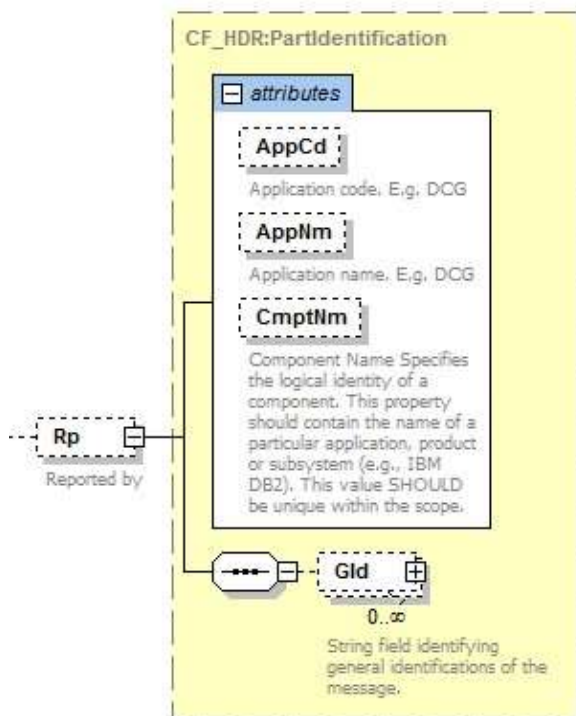 CF_HDR:PartIdentification
attributes
AppCd
Application code. E.g. DCG
AppNm
Application name. E.g. DCG
CmptNm
Component Name Specifies
the logical identity of a
component. This property
should contain the name of a
particular application, product
or subsystem (e.g., IBM
DB2). This value SHOULD
be unique within the scope.
Rp
Reported by
GId
0..∞
String field identifying
general identifications of the
message.